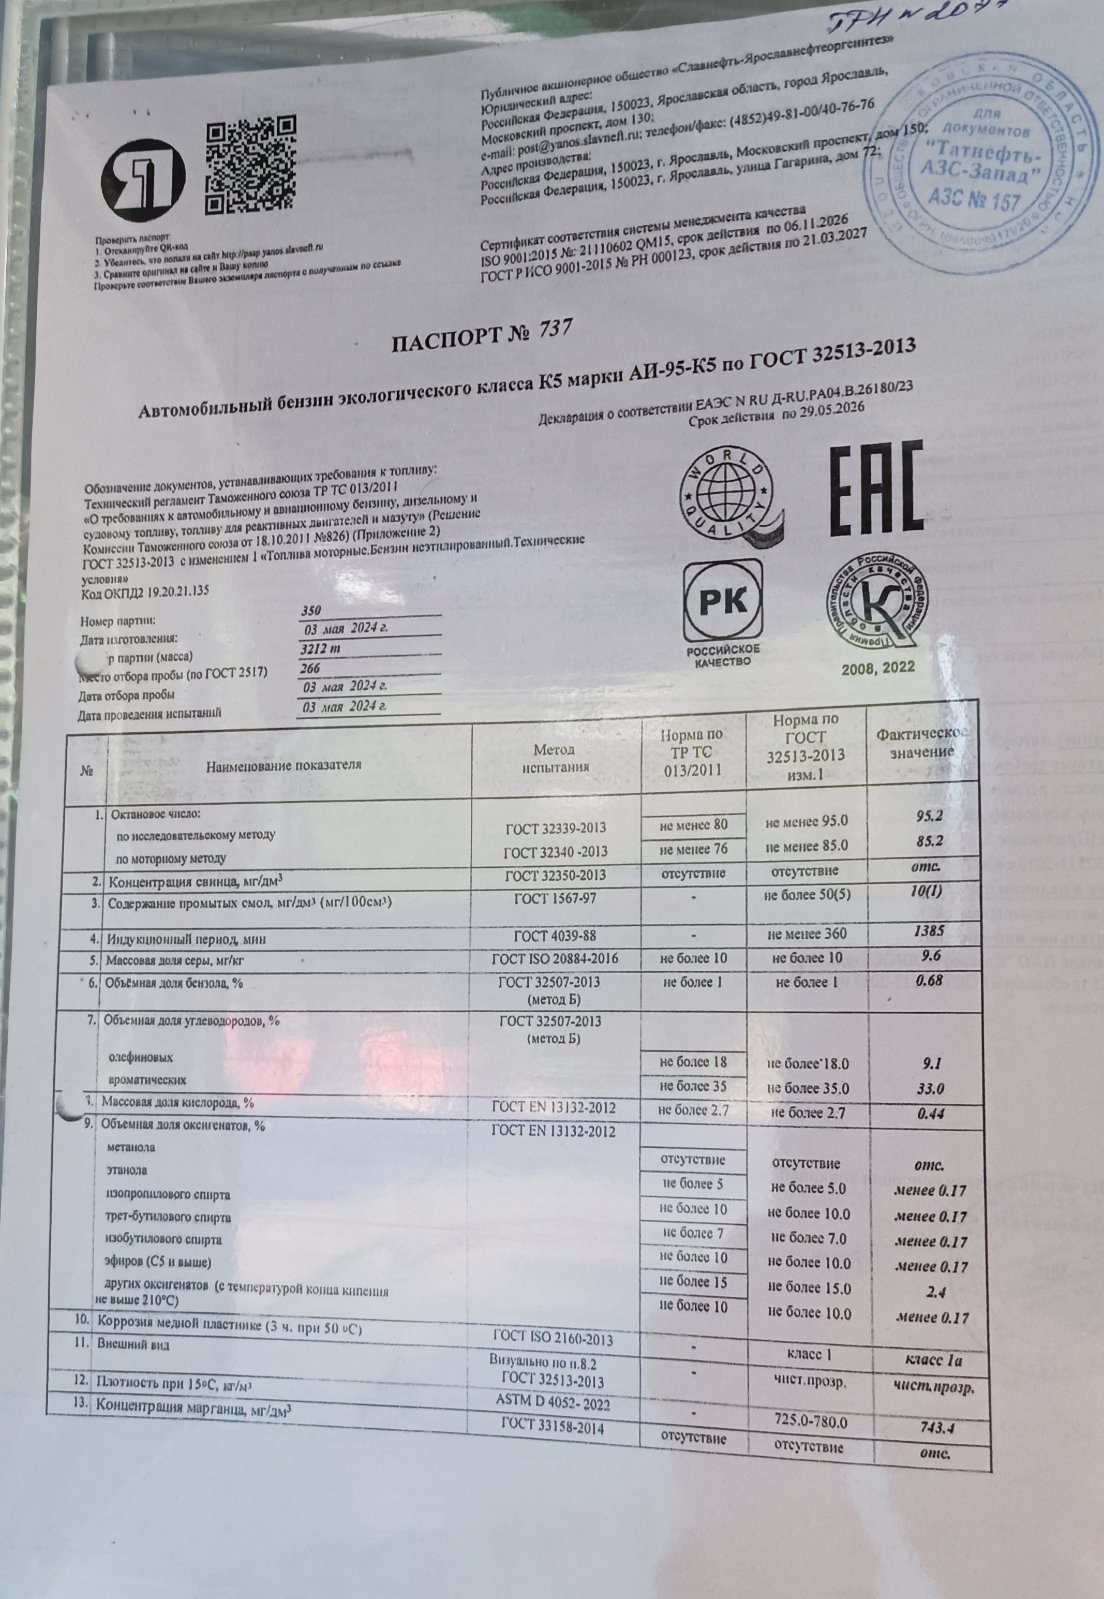 Публичное акционерное общество «Славнефть-Ярославнефтеоргсинтез»
Юридический адрес:
Российская Федерация, 150023, Ярославская область, город Ярославль,
Московский проспект, дом 130;
e-mail: post@yanos.slavneft.ru; телефон/факс: (4852)49-81-00/40-76-76
Адрес производства:
Российская Федерация, 150023, г. Ярославль, Московский проспект, дом 150;
Российская Федерация, 150023, г. Ярославль, улица Гагарина, дом 72;
для
документов
"Татнефть-
АЗС-Запад"
АЗС № 157
Я
Проверить паспорт:
1. Отсканируйте QR-код
2. Убедитесь, что попали на сайт http://pasp.yanos.slavneft.ru
3. Сравните оригинал на сайте и Вашу копию
Проверьте соответствие Вашего экземпляра паспорта с полученным по ссылке
Сертификат соответствия системы менеджмента качества
ISO 9001:2015 №: 21110602 QM15, срок действия по 06.11.2026
ГОСТ Р ИСО 9001-2015 № РН 000123, срок действия по 21.03.2027
ПАСПОРТ № 737
Автомобильный бензин экологического класса К5 марки АИ-95-К5 по ГОСТ 32513-2013
Декларация о соответствии ЕАЭС N RU Д-RU.РА04.В.26180/23
Срок действия по 29.05.2026
Обозначение документов, устанавливающих требования к топливу:
Технический регламент Таможенного союза ТР ТС 013/2011
«О требованиях к автомобильному и авиационному бензину, дизельному и
судовому топливу, топливу для реактивных двигателей и мазуту» (Решение
Комиссии Таможенного союза от 18.10.2011 №826) (Приложение 2)
ГОСТ 32513-2013 с изменением 1 «Топлива моторные.Бензин неэтилированный.Технические
условия»
Код ОКПД2 19.20.21.135
WORLD QUALITY
EAC
РК
РОССИЙСКОЕ
КАЧЕСТВО
Премия Правительства Российской Федерации
в области качества
2008, 2022
Номер партии: 350
Дата изготовления: 03 мая 2024 г.
р партии (масса) 3212 т
Место отбора пробы (по ГОСТ 2517) 266
Дата отбора пробы 03 мая 2024 г.
Дата проведения испытаний 03 мая 2024 г.
№ Наименование показателя Метод испытания Норма по ТР ТС 013/2011 Норма по ГОСТ 32513-2013 изм.1 Фактическое значение
1. Октановое число:
по исследовательскому методу ГОСТ 32339-2013 не менее 80 не менее 95.0 95.2
по моторному методу ГОСТ 32340 -2013 не менее 76 не менее 85.0 85.2
2. Концентрация свинца, мг/дм³ ГОСТ 32350-2013 отсутствие отсутствие отс.
3. Содержание промытых смол, мг/дм³ (мг/100см³) ГОСТ 1567-97 - не более 50(5) 10(1)
4. Индукционный период, мин ГОСТ 4039-88 - не менее 360 1385
5. Массовая доля серы, мг/кг ГОСТ ISO 20884-2016 не более 10 не более 10 9.6
6. Объёмная доля бензола, % ГОСТ 32507-2013 не более 1 не более 1 0.68
(метод Б)
7. Объемная доля углеводородов, % ГОСТ 32507-2013
(метод Б)
олефиновых не более 18 не более 18.0 9.1
ароматических не более 35 не более 35.0 33.0
Массовая доля кислорода, % ГОСТ EN 13132-2012 не более 2.7 не более 2.7 0.44
9. Объемная доля оксигенатов, % ГОСТ EN 13132-2012
метанола отсутствие отсутствие отс.
этанола не более 5 не более 5.0 менее 0.17
изопропилового спирта не более 10 не более 10.0 менее 0.17
трет-бутилового спирта не более 7 не более 7.0 менее 0.17
изобутилового спирта не более 10 не более 10.0 менее 0.17
эфиров (С5 и выше) не более 15 не более 15.0 2.4
других оксигенатов (с температурой конца кипения
не выше 210°С) не более 10 не более 10.0 менее 0.17
10. Коррозия медной пластинке (3 ч. при 50 ºС) ГОСТ ISO 2160-2013 - класс 1 класс 1а
11. Внешний вид Визуально по п.8.2 - чист.прозр. чист.прозр.
ГОСТ 32513-2013
12. Плотность при 15ºС, кг/м³ ASTM D 4052- 2022 - 725.0-780.0 743.4
13. Концентрация марганца, мг/дм³ ГОСТ 33158-2014 отсутствие отсутствие отс.